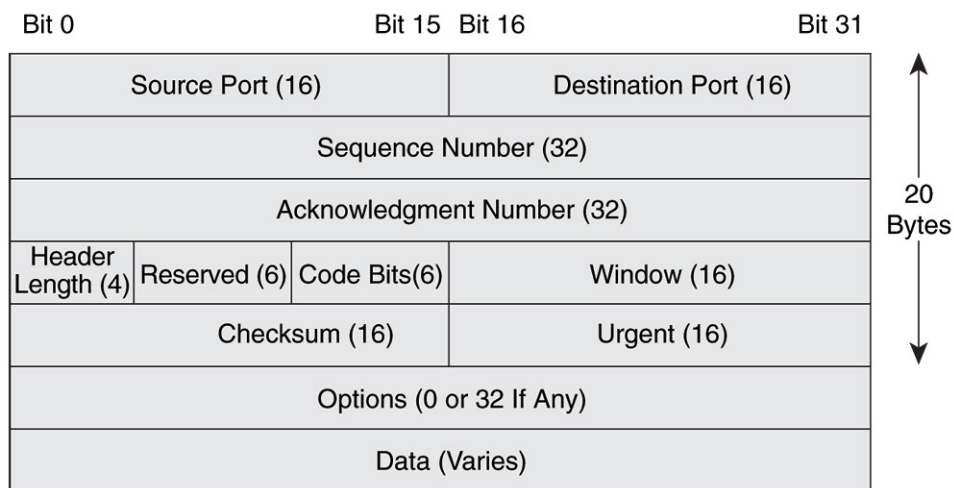 Bit 0 Bit 15 Bit 16 Bit 31
Source Port (16) Destination Port (16)
Sequence Number (32)
Acknowledgment Number (32)
20
Bytes
Header
Length (4) Reserved (6) Code Bits(6) Window (16)
Checksum (16) Urgent (16)
Options (0 or 32 If Any)
Data (Varies)